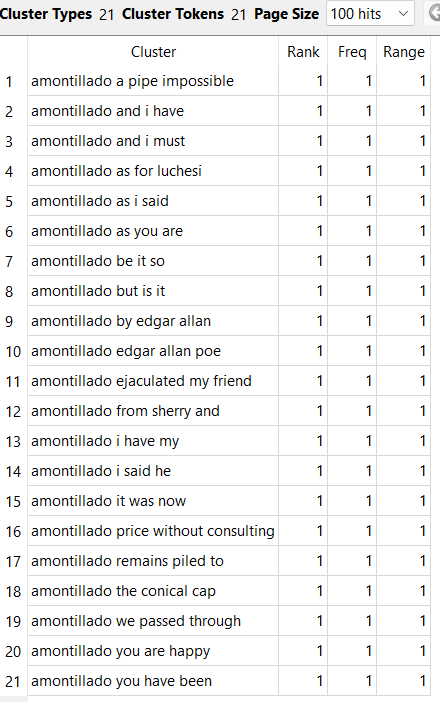 Cluster Types 21 Cluster Tokens 21 Page Size 100 hits
Cluster Rank Freq Range
1 amontillado a pipe impossible 1 1 1
2 amontillado and i have 1 1 1
3 amontillado and i must 1 1 1
4 amontillado as for luchesi 1 1 1
5 amontillado as i said 1 1 1
6 amontillado as you are 1 1 1
7 amontillado be it so 1 1 1
8 amontillado but is it 1 1 1
9 amontillado by edgar allan 1 1 1
10 amontillado edgar allan poe 1 1 1
11 amontillado ejaculated my friend 1 1 1
12 amontillado from sherry and 1 1 1
13 amontillado i have my 1 1 1
14 amontillado i said he 1 1 1
15 amontillado it was now 1 1 1
16 amontillado price without consulting 1 1 1
17 amontillado remains piled to 1 1 1
18 amontillado the conical cap 1 1 1
19 amontillado we passed through 1 1 1
20 amontillado you are happy 1 1 1
21 amontillado you have been 1 1 1